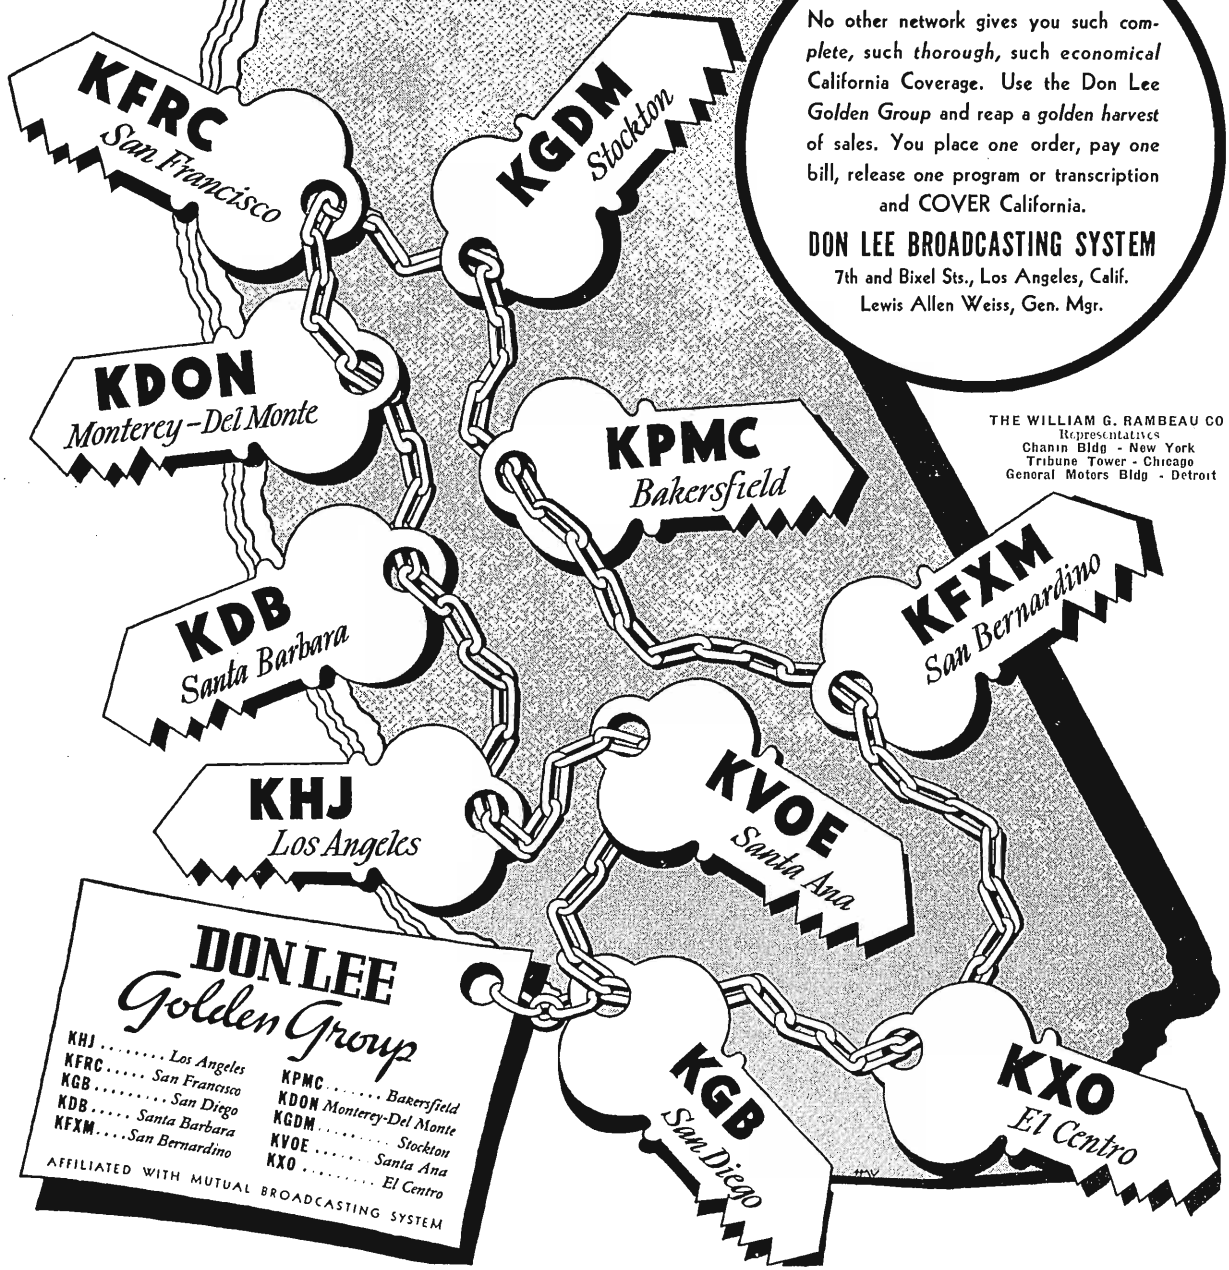 No other network gives you such com-
plete, such thorough, such economical
California Coverage. Use the Don Lee
Golden Group and reap a golden harvest
of sales. You place one order, pay one
bill, release one program or transcription
and COVER California.
DON LEE BROADCASTING SYSTEM
7th and Bixel Sts., Los Angeles, Calif.
Lewis Allen Weiss, Gen. Mgr.
THE WILLIAM G. RAMBEAU CO
Representatives
Chanin Bldg - New York
Tribune Tower - Chicago
General Motors Bldg - Detroit
KFRC
San Francisco
KGDM
Stockton
KDON
Monterey-Del Monte
KPMC
Bakersfield
KDB
Santa Barbara
KFXM
San Bernardino
KHJ
Los Angeles
KVOE
Santa Ana
KGB
San Diego
KXO
El Centro
DON LEE
Golden Group
KHJ ........ Los Angeles
KFRC ..... San Francisco
KGB ......... San Diego
KDB ..... Santa Barbara
KFXM .... San Bernardino
KPMC ...... Bakersfield
KDON Monterey-Del Monte
KGDM ......... Stockton
KVOE ...... Santa Ana
KXO ......... El Centro
AFFILIATED WITH MUTUAL BROADCASTING SYSTEM